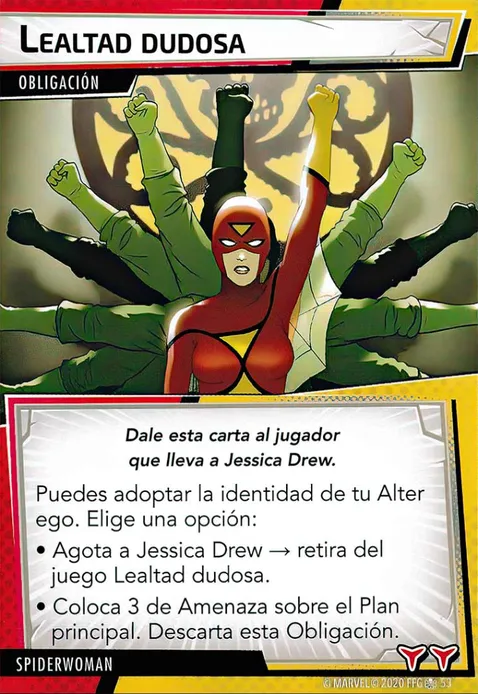 LEALTAD DUDOSA
OBLIGACIÓN
Dale esta carta al jugador
que lleva a Jessica Drew.
Puedes adoptar la identidad de tu Alter
ego. Elige una opción:
• Agota a Jessica Drew → retira del
juego Lealtad dudosa.
• Coloca 3 de Amenaza sobre el Plan
principal. Descarta esta Obligación.
SPIDERWOMAN
© MARVEL © 2020 FFG 53